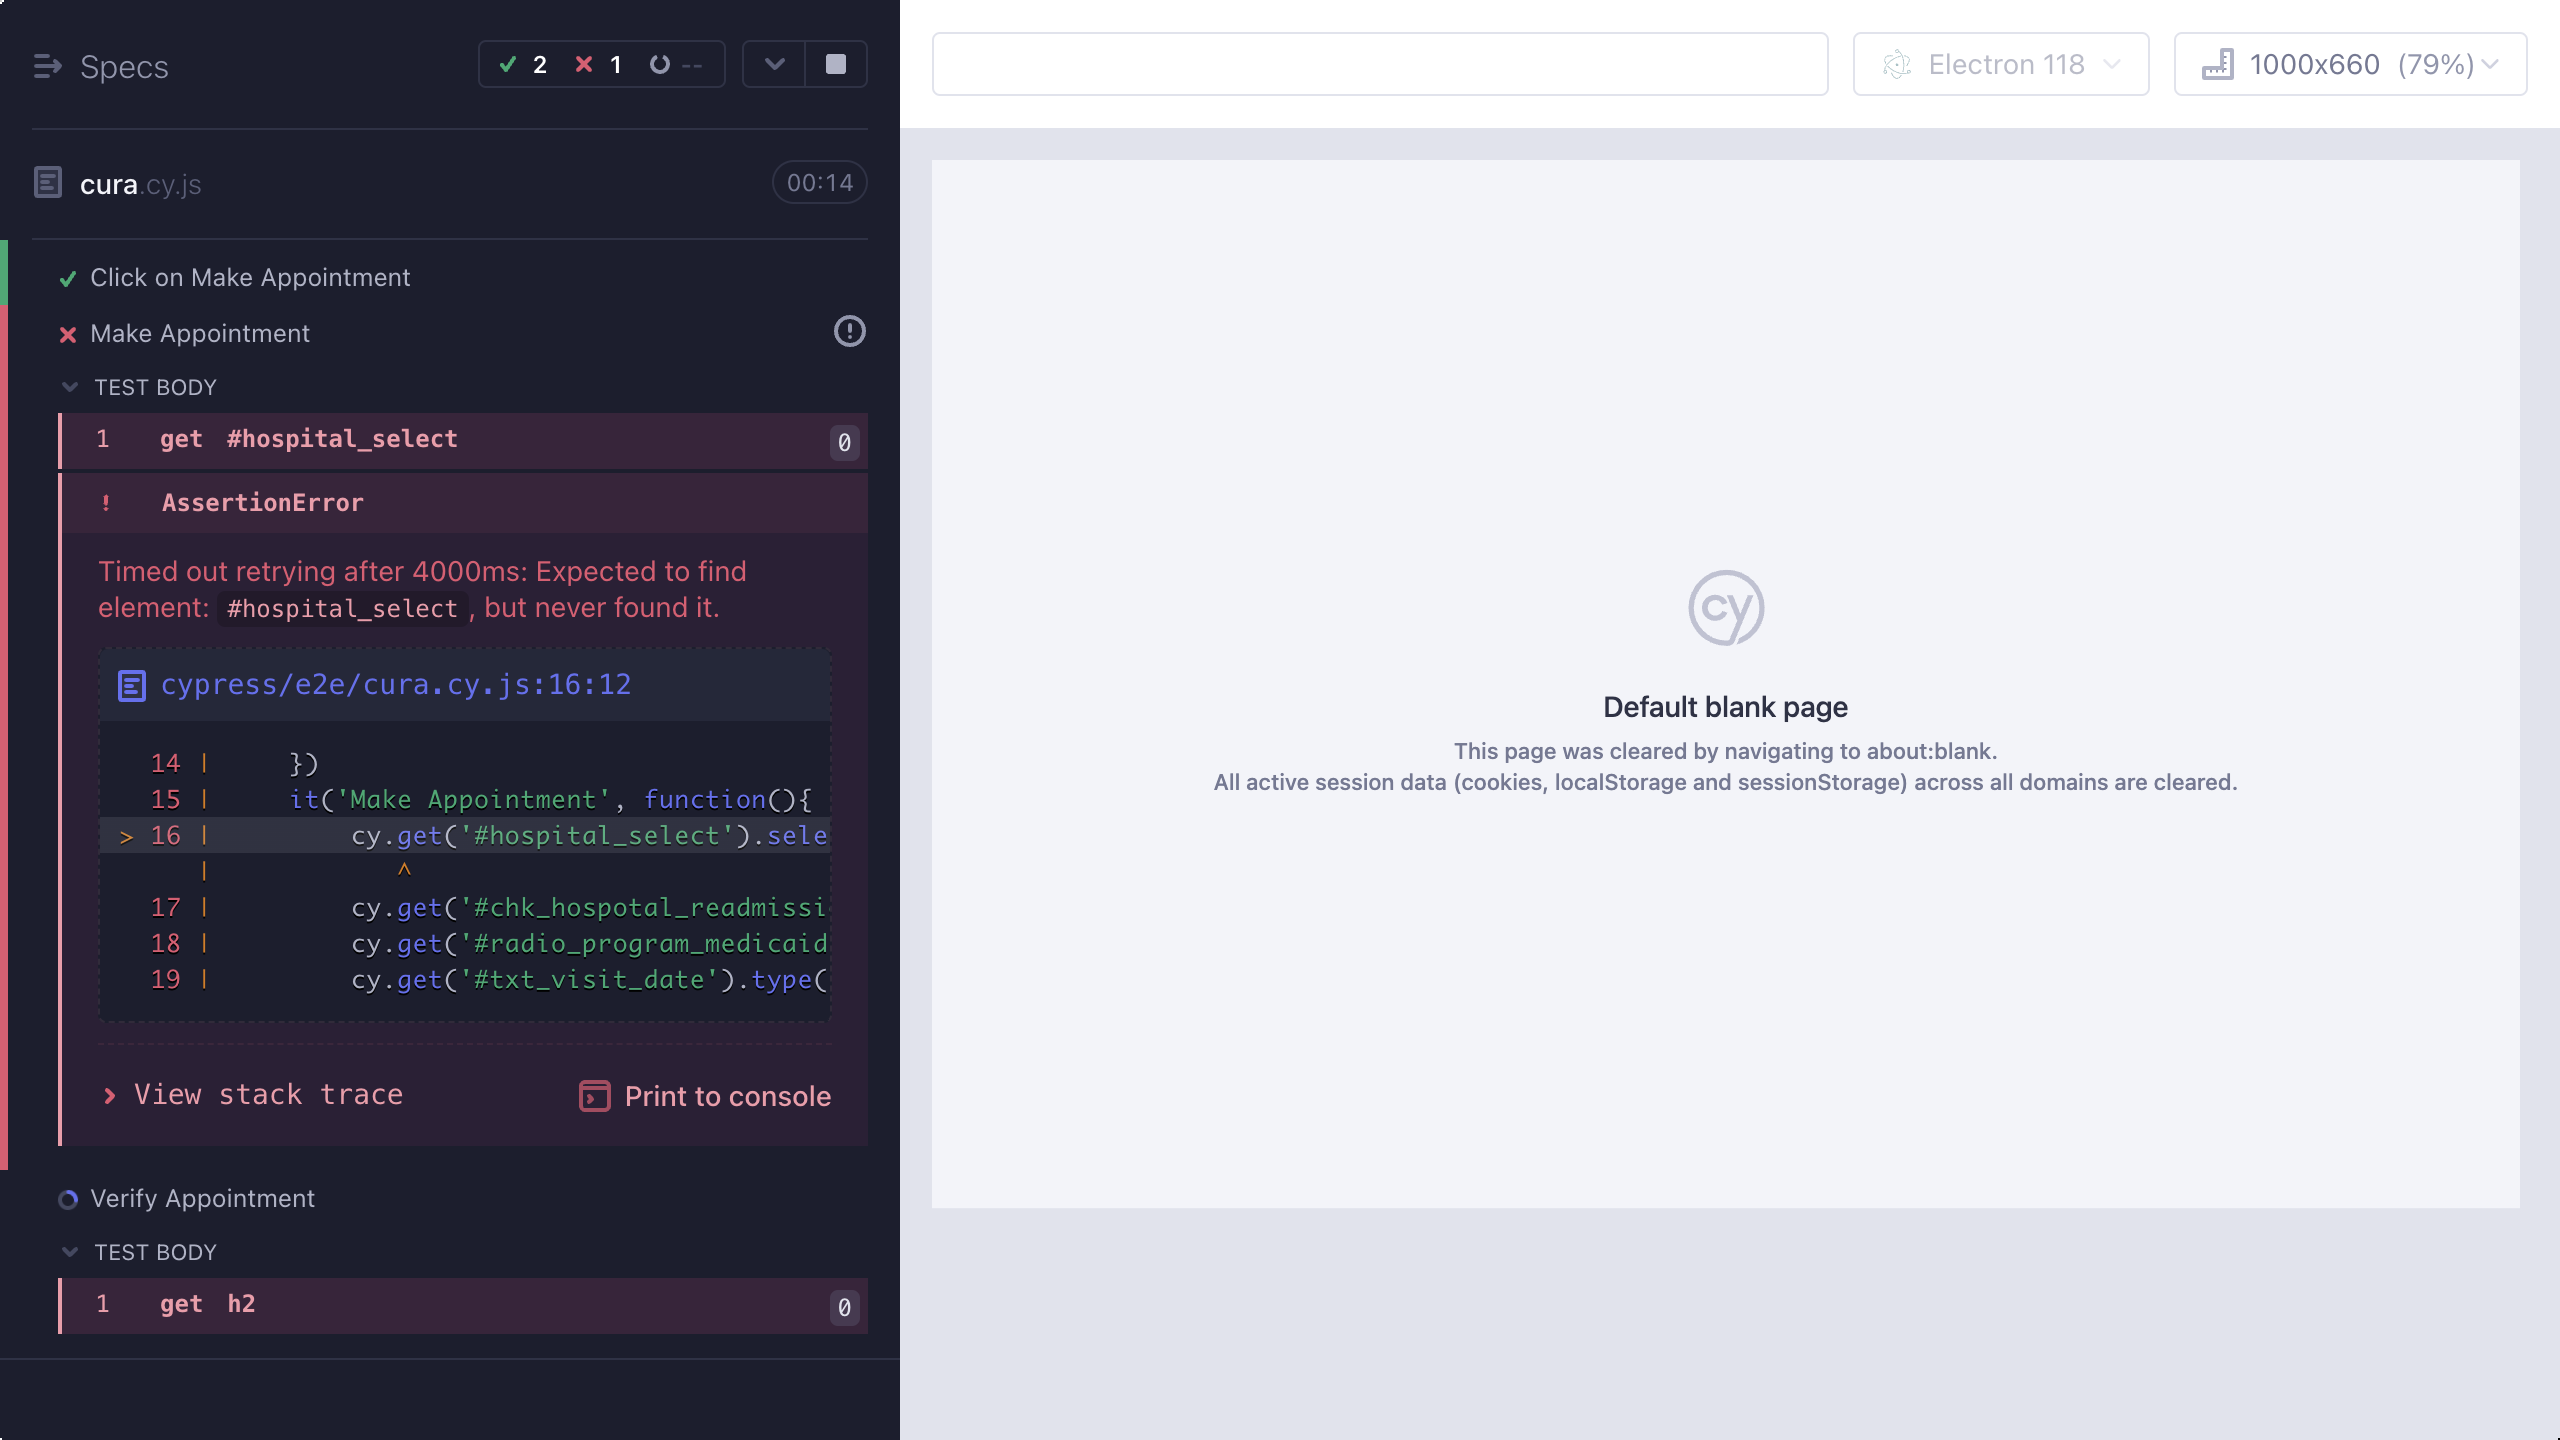 Specs
2 1 --
cura.cy.js
00:14
Click on Make Appointment
Make Appointment
TEST BODY
1 get #hospital_select 0
! AssertionError
Timed out retrying after 4000ms: Expected to find
element: #hospital_select, but never found it.
cypress/e2e/cura.cy.js:16:12
14 | })
15 | it('Make Appointment', function(){
> 16 | cy.get('#hospital_select').sele
| ^
17 | cy.get('#chk_hospotal_readmissi
18 | cy.get('#radio_program_medicaid
19 | cy.get('#txt_visit_date').type(
View stack trace
Print to console
Verify Appointment
TEST BODY
1 get h2 0
Electron 118
1000x660 (79%)
cy
Default blank page
This page was cleared by navigating to about:blank.
All active session data (cookies, localStorage and sessionStorage) across all domains are cleared.